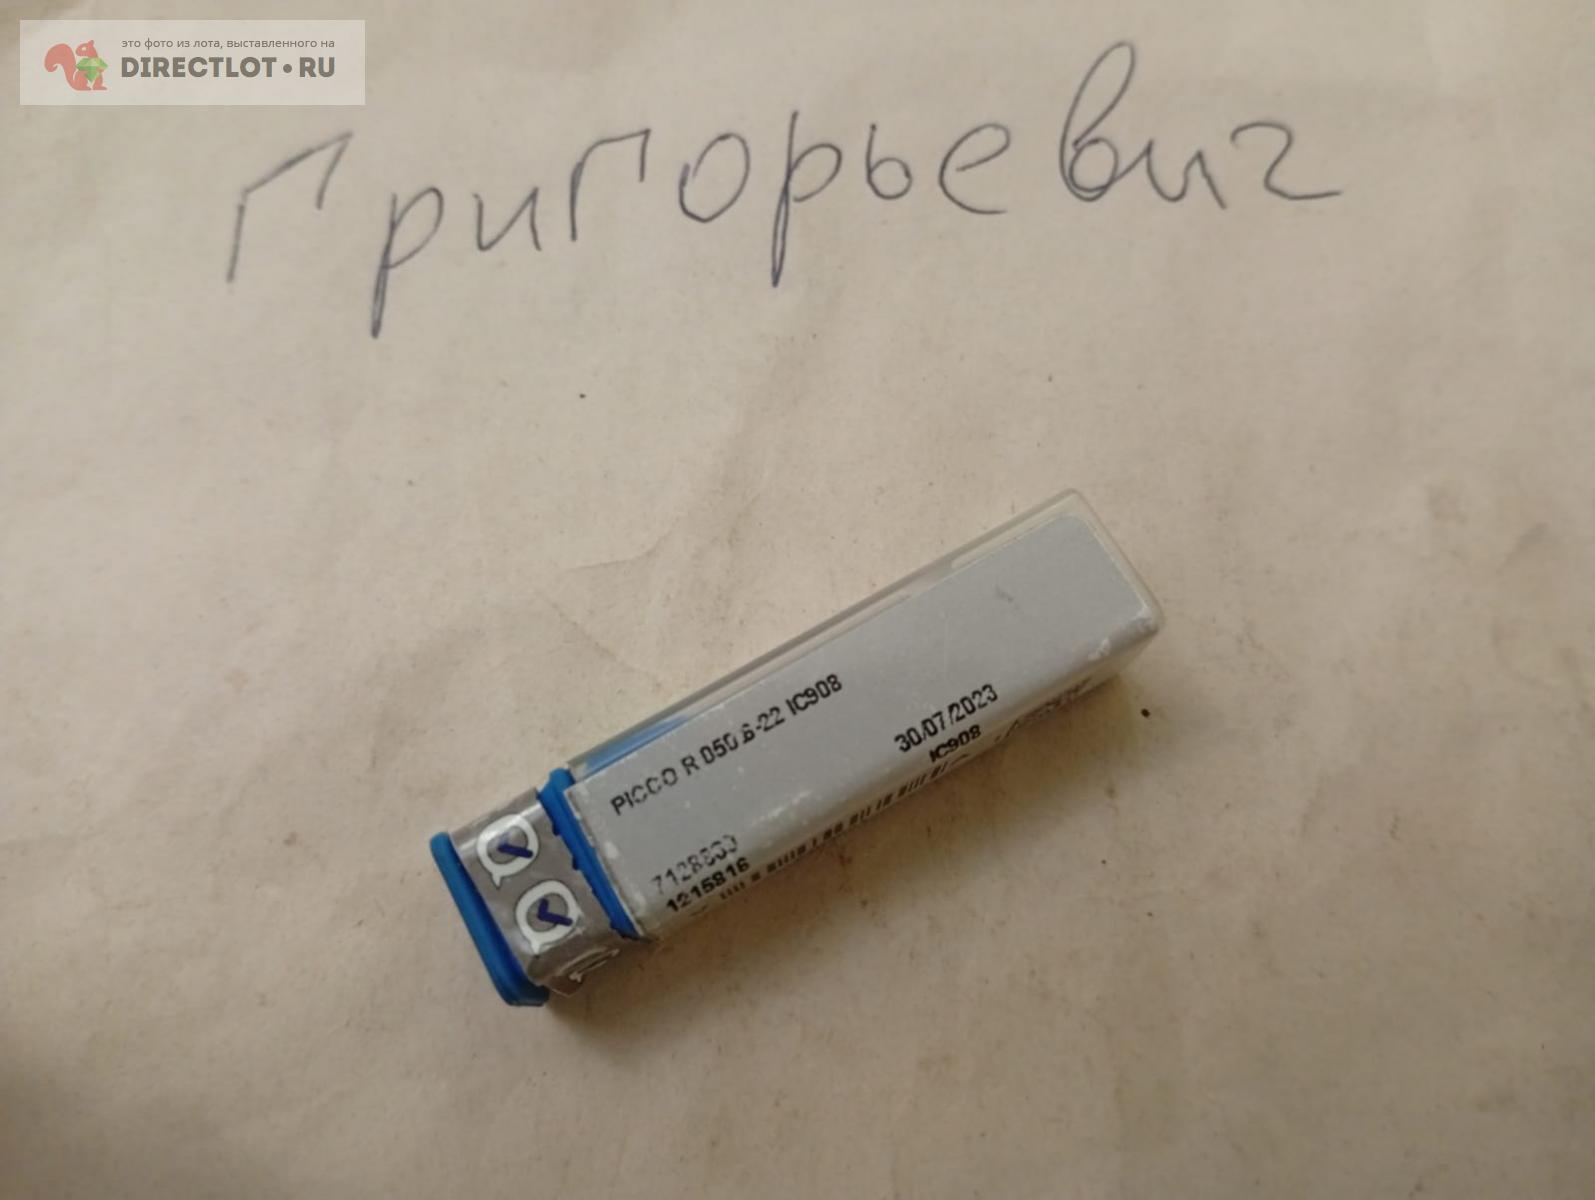 это фото из лота, выставленного на
DIRECTLOT.RU
Григорьевич
PICCO R 050.6-22 IC908
30/07/2023
IC908
1215816